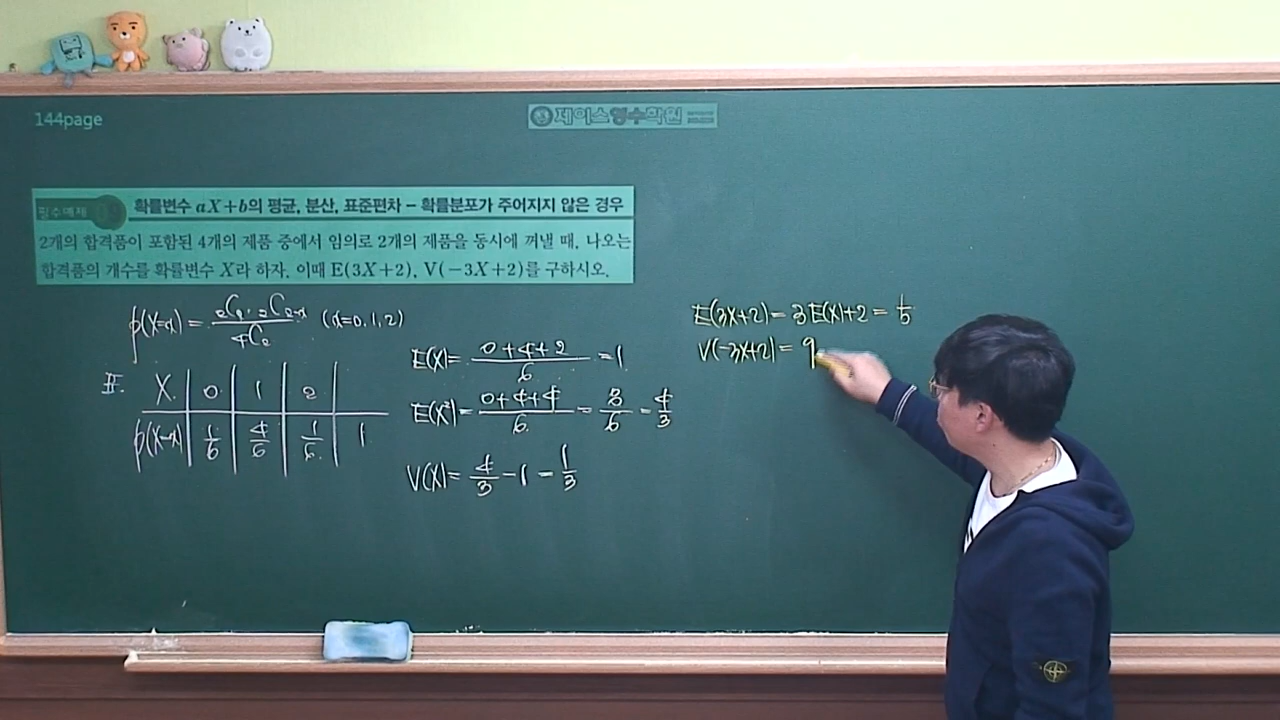 144page
제이스영수학원
필수예제
확률변수 aX+b의 평균, 분산, 표준편차 – 확률분포가 주어지지 않은 경우
2개의 합격품이 포함된 4개의 제품 중에서 임의로 2개의 제품을 동시에 꺼낼 때, 나오는
합격품의 개수를 확률변수 X라 하자. 이때 E(3X+2), V(−3X+2)를 구하시오.
p(X=x) = ₂Cₓ·₂C₂₋ₓ / ₄C₂ (x=0,1,2)
X 0 1 2
p(X=x) 1/6 4/6 1/6 1
E(X) = (0+4+2)/6 = 1
E(X²) = (0+4+4)/6 = 8/6 = 4/3
V(X) = 4/3 − 1 = 1/3
E(3X+2) = 3E(X)+2 =
V(−3X+2) = 9